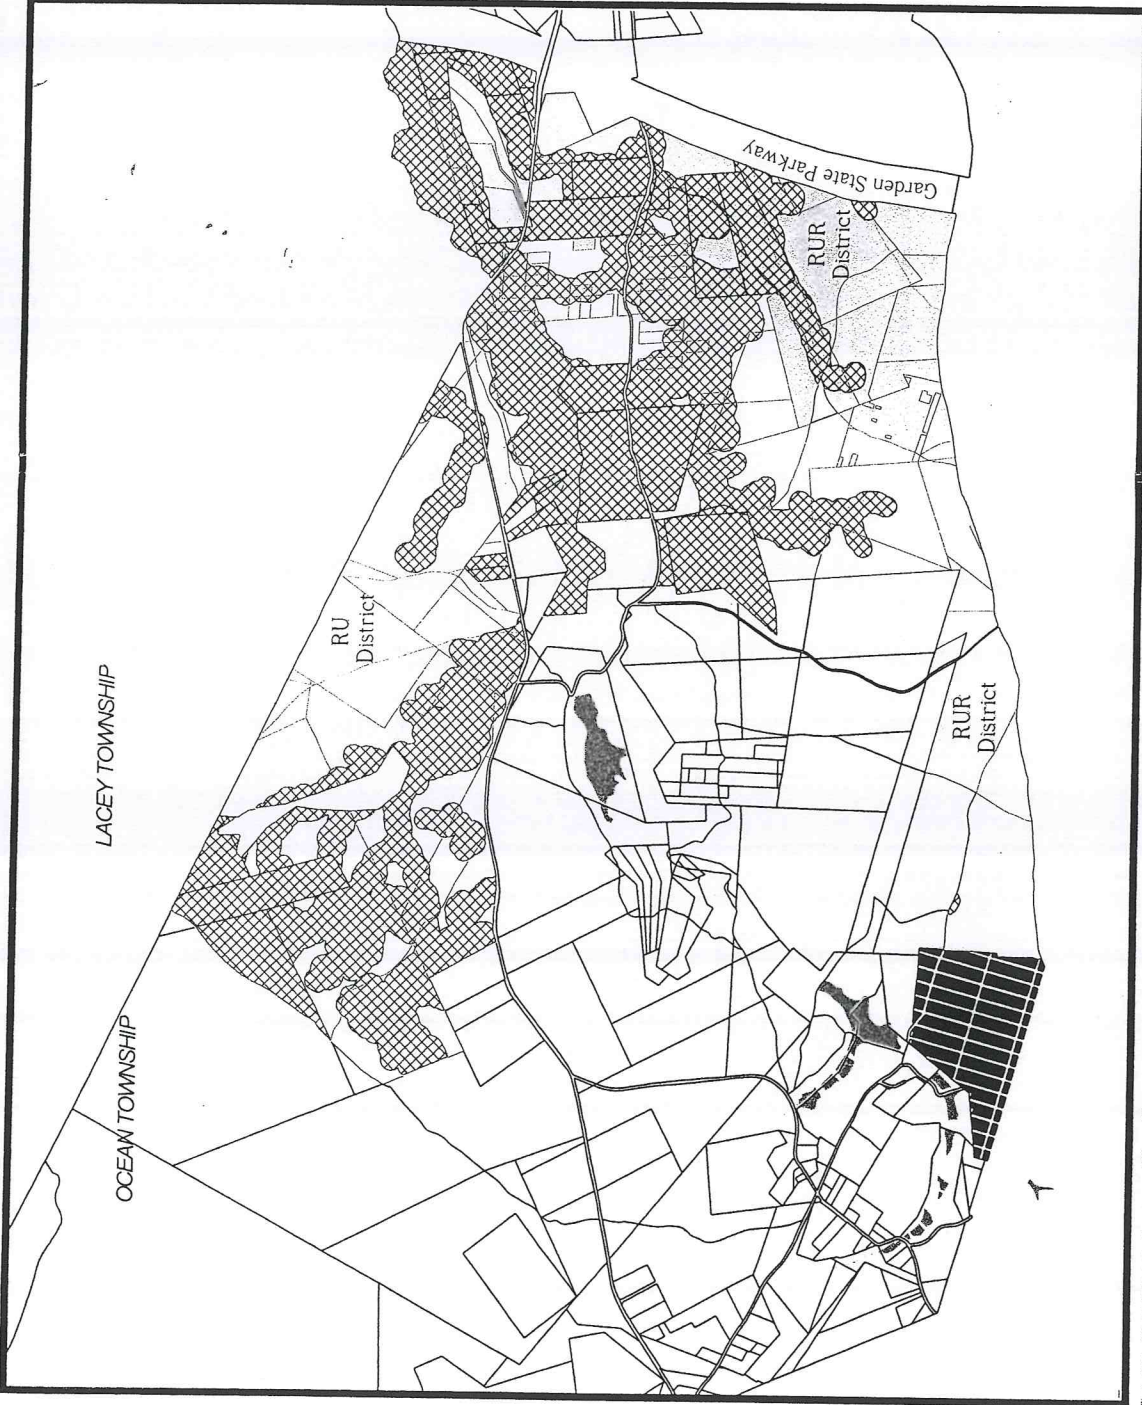 Garden State Parkway
RUR
District
RU
District
LACEY TOWNSHIP
RUR
District
OCEAN TOWNSHIP